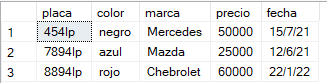 placa color marca precio fecha
1 454lp negro Mercedes 50000 15/7/21
2 7894lp azul Mazda 25000 12/6/21
3 8894lp rojo Chebrolet 60000 22/1/22